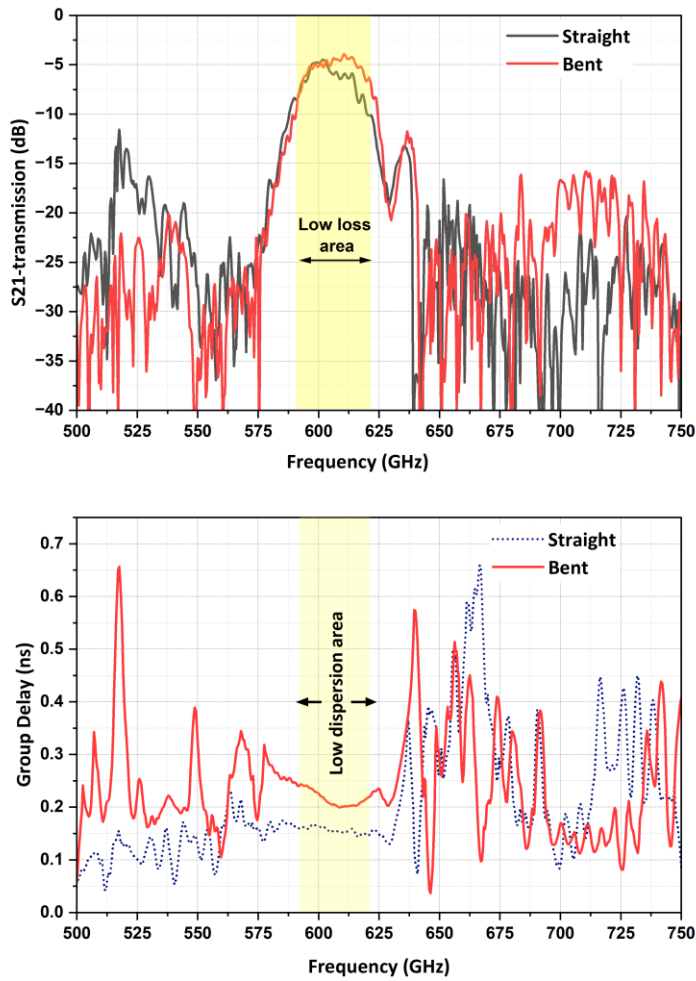 S21-transmission (dB)
−5
−10
−15
−20
−25
−30
−35
−40
0
Straight
Bent
Low loss
area
500 525 550 575 600 625 650 675 700 725 750
Frequency (GHz)
Group Delay (ns)
0.7
0.6
0.5
0.4
0.3
0.2
0.1
0.0
Straight
Bent
Low dispersion area
500 525 550 575 600 625 650 675 700 725 750
Frequency (GHz)